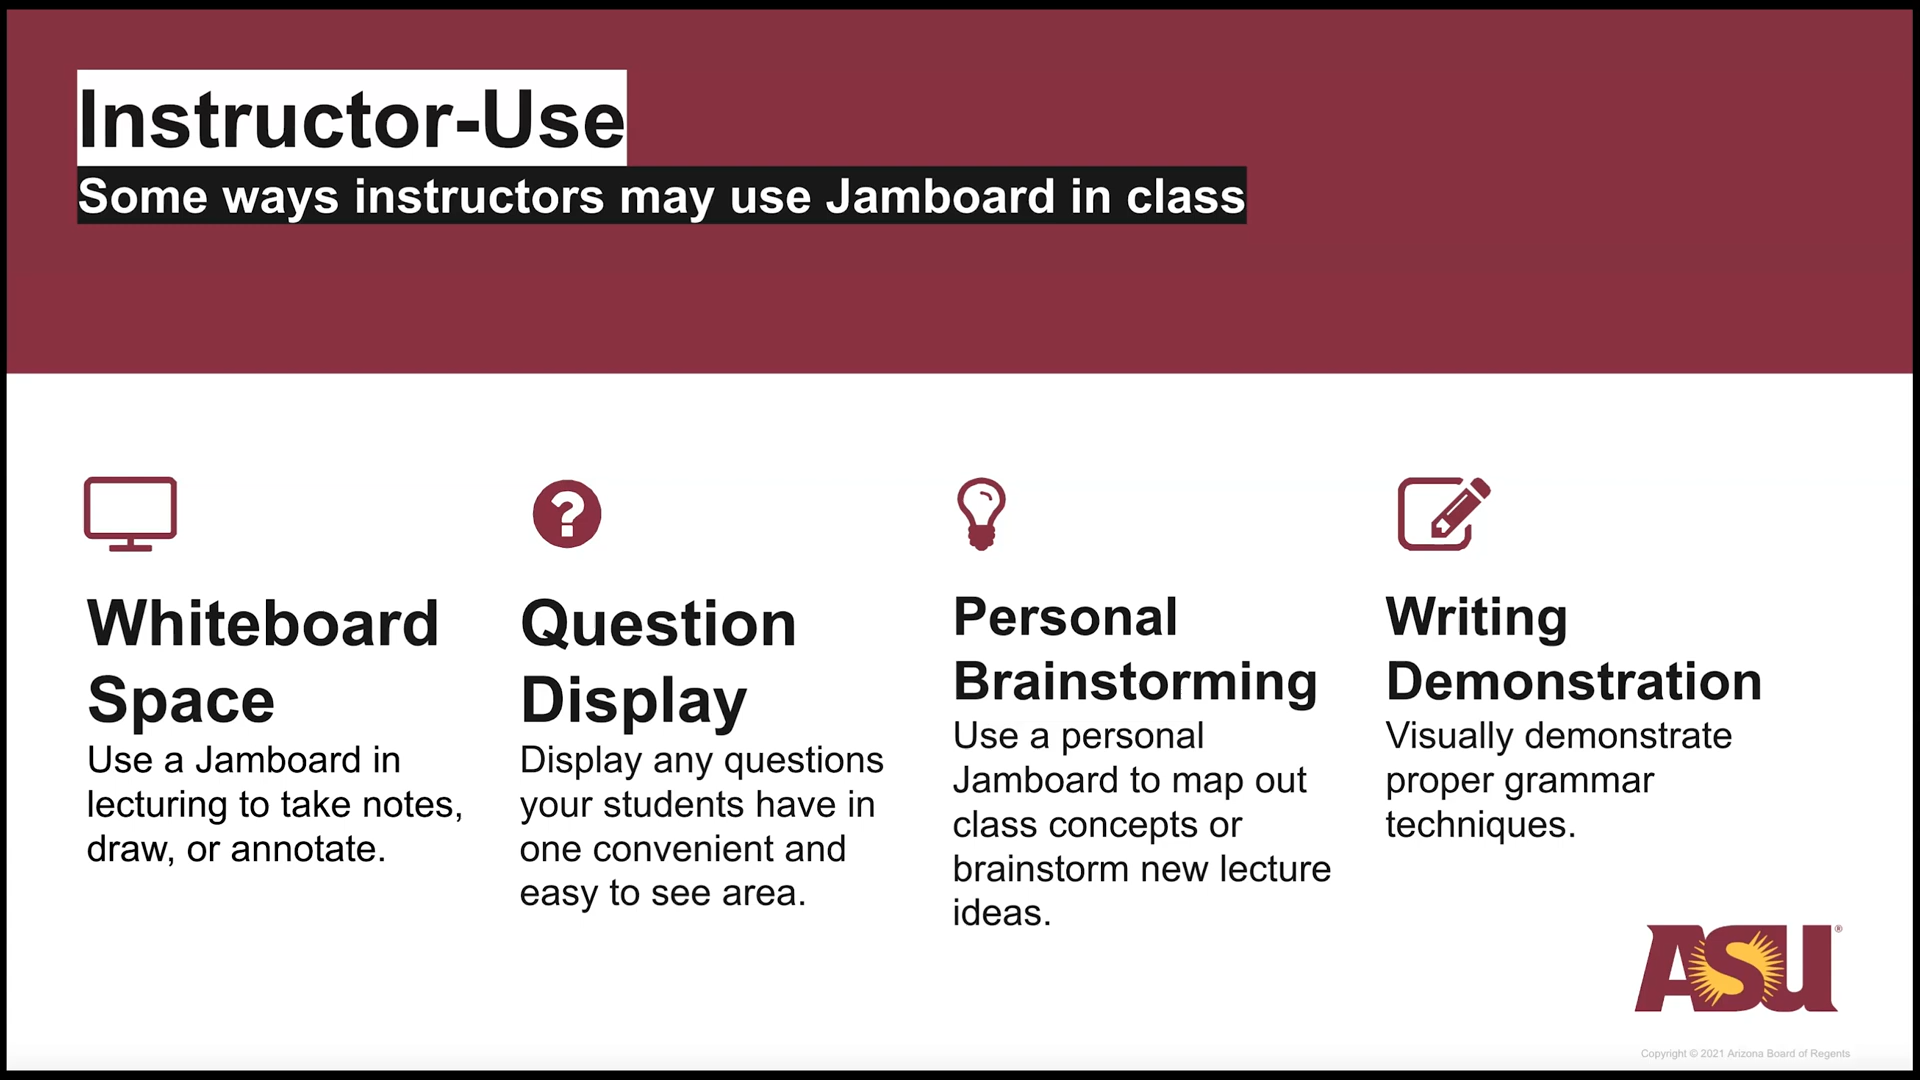 Instructor-Use
Some ways instructors may use Jamboard in class
Whiteboard
Space
Use a Jamboard in
lecturing to take notes,
draw, or annotate.
Question
Display
Display any questions
your students have in
one convenient and
easy to see area.
Personal
Brainstorming
Use a personal
Jamboard to map out
class concepts or
brainstorm new lecture
ideas.
Writing
Demonstration
Visually demonstrate
proper grammar
techniques.
ASU®
Copyright © 2021 Arizona Board of Regents